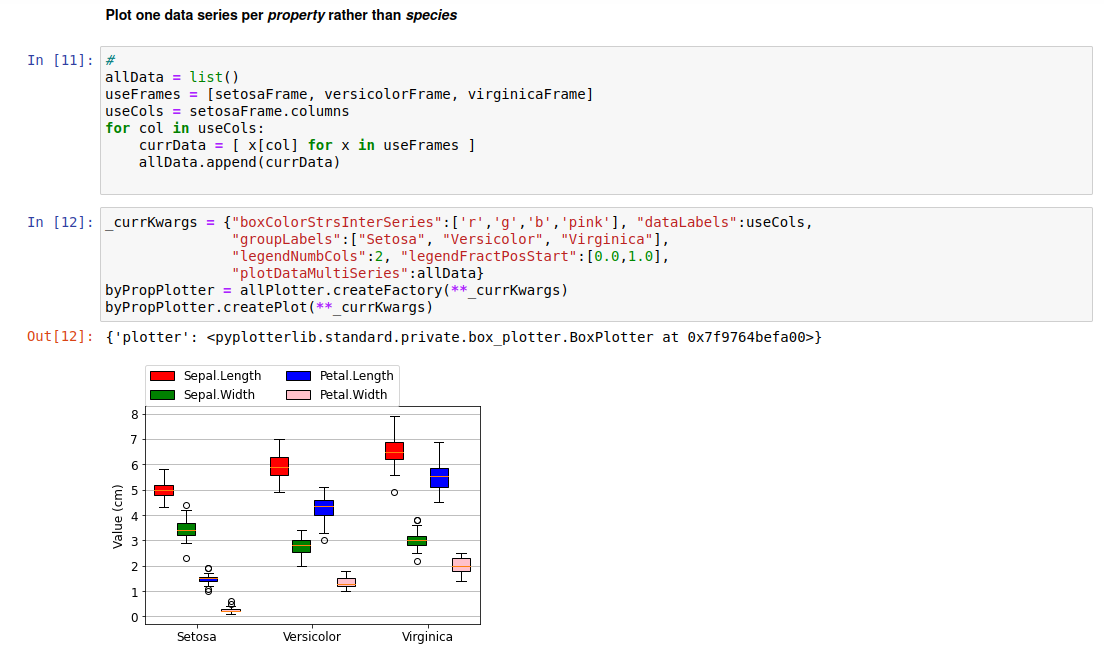 Plot one data series per property rather than species
In [11]: #
allData = list()
useFrames = [setosaFrame, versicolorFrame, virginicaFrame]
useCols = setosaFrame.columns
for col in useCols:
    currData = [ x[col] for x in useFrames ]
    allData.append(currData)
In [12]: _currKwargs = {"boxColorStrsInterSeries":['r','g','b','pink'], "dataLabels":useCols,
               "groupLabels":["Setosa", "Versicolor", "Virginica"],
               "legendNumbCols":2, "legendFractPosStart":[0.0,1.0],
               "plotDataMultiSeries":allData}
byPropPlotter = allPlotter.createFactory(**_currKwargs)
byPropPlotter.createPlot(**_currKwargs)
Out[12]: {'plotter': <pyplotterlib.standard.private.box_plotter.BoxPlotter at 0x7f9764befa00>}
Sepal.Length Petal.Length
Sepal.Width Petal.Width
8
7
6
5
4
3
2
1
0
Value (cm)
Setosa Versicolor Virginica